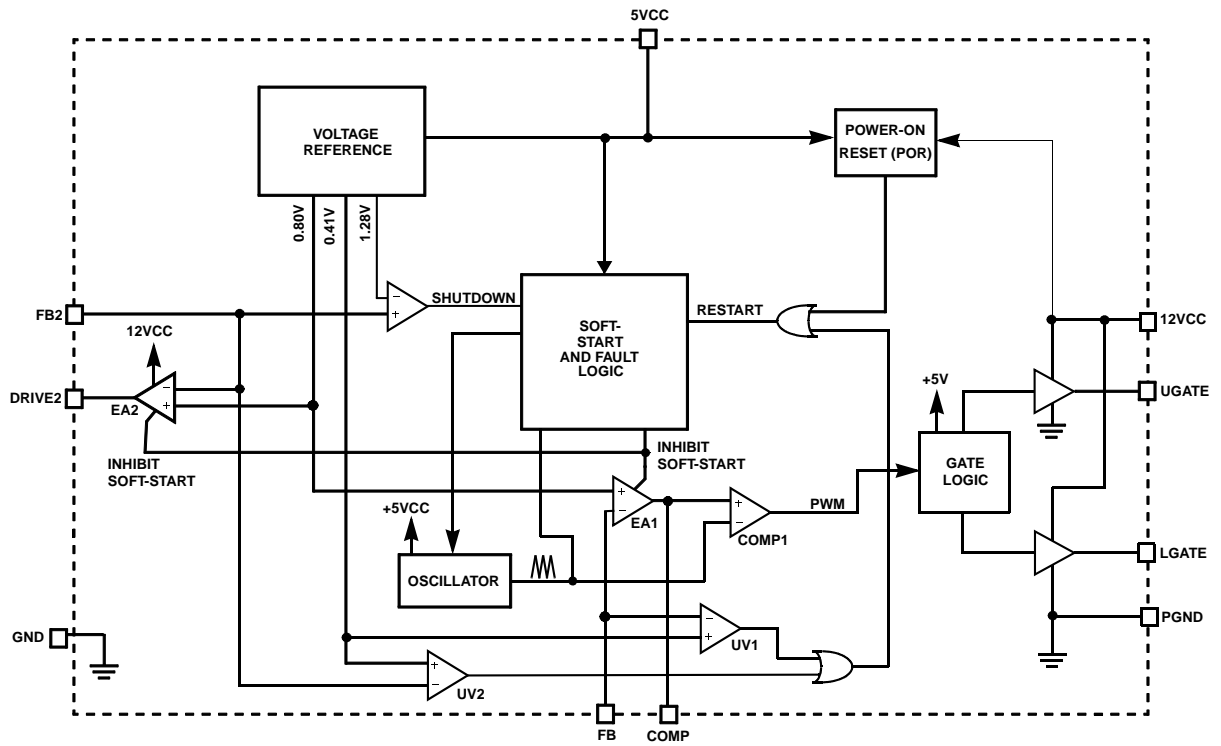 5VCC
VOLTAGE
REFERENCE
POWER-ON
RESET (POR)
0.80V
0.41V
1.28V
FB2
SHUTDOWN
SOFT-
START
AND FAULT
LOGIC
RESTART
12VCC
12VCC
DRIVE2
EA2
−
+
−
+
+5V
UGATE
INHIBIT
SOFT-START
INHIBIT
SOFT-START
GATE
LOGIC
+
−
EA1
+
−
COMP1
PWM
+5VCC
OSCILLATOR
LGATE
GND
−
+
UV1
PGND
+
−
UV2
FB
COMP